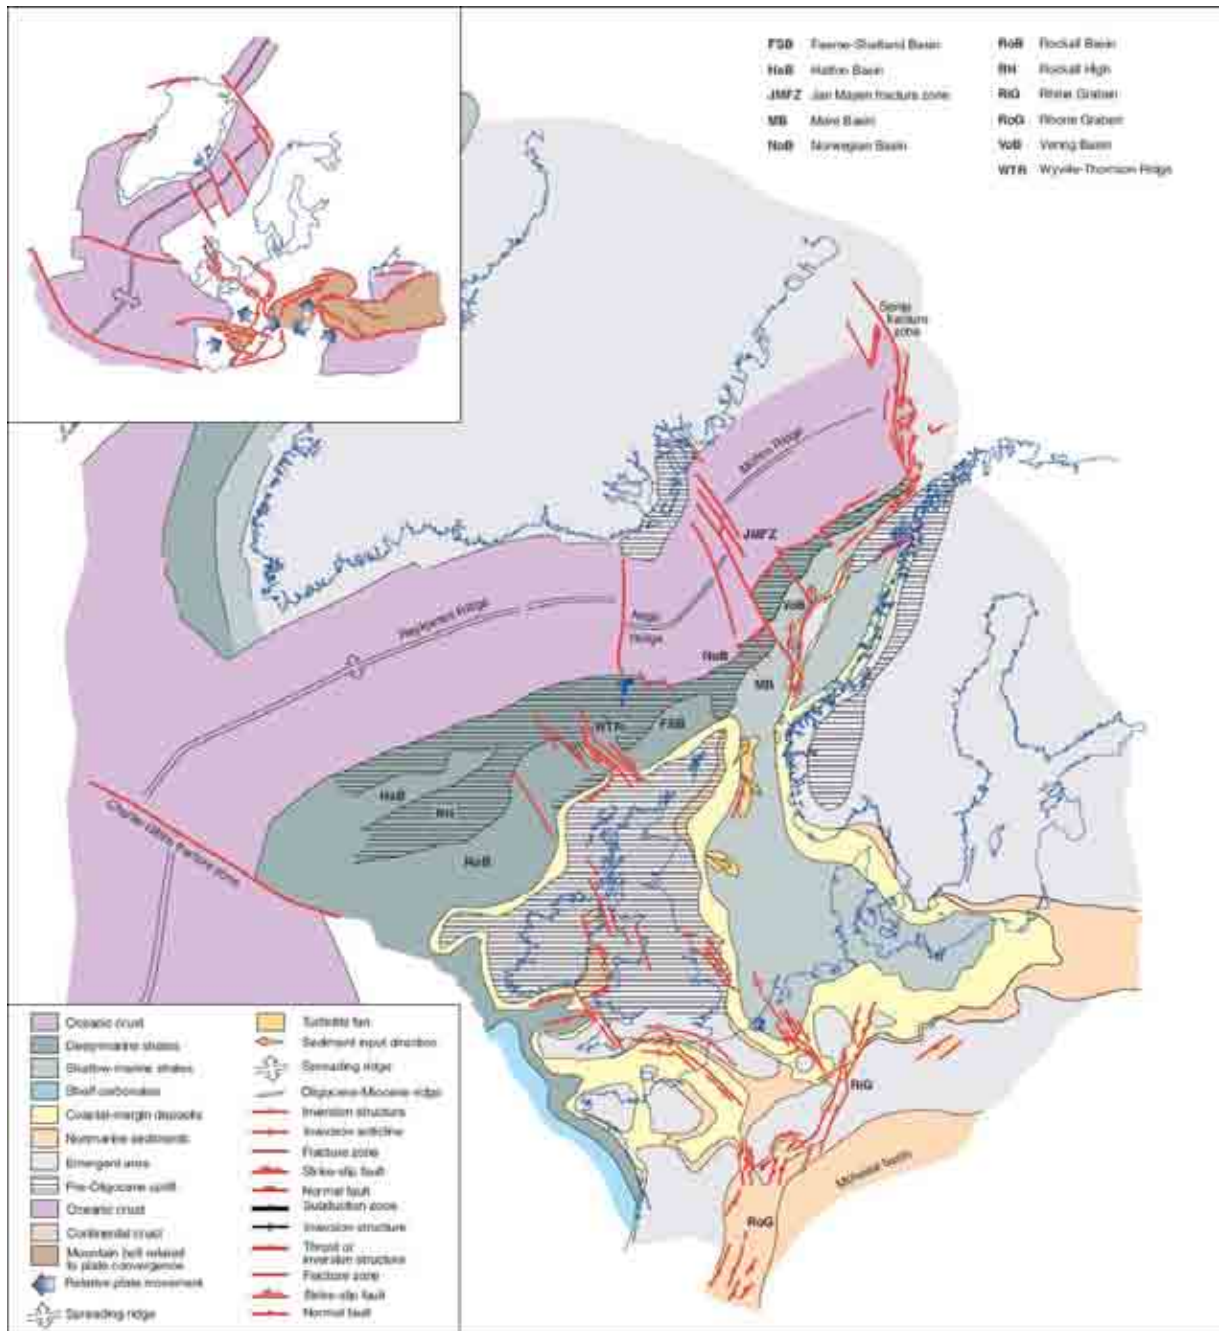 FSB Faeroe-Shetland Basin
HaB Hatton Basin
JMFZ Jan Mayen fracture zone
MB Møre Basin
NoB Norwegian Basin
RoB Rockall Basin
RH Rockall High
RiG Rhine Graben
RoG Rhone Graben
VoB Vøring Basin
WTR Wyville-Thomson Ridge
Senja
fracture
zone
Mohns Ridge
JMFZ
Reykjanes Ridge
Aegir
Ridge
VoB
NoB
MB
WTR
FSB
HaB
RH
RoB
Charlie-Gibbs fracture zone
RiG
Molasse basin
RoG
Oceanic crust
Deep-marine shales
Shallow-marine shales
Shelf carbonates
Coastal-margin deposits
Nonmarine sediments
Emergent area
Pre-Oligocene uplift
Oceanic crust
Continental crust
Mountain belt related
to plate convergence
Relative plate movement
Spreading ridge
Turbidite fan
Sediment input direction
Spreading ridge
Oligocene-Miocene ridge
Inversion structure
Inversion anticline
Fracture zone
Strike-slip fault
Normal fault
Subduction zone
Inversion structure
Thrust or
inversion structure
Fracture zone
Strike-slip fault
Normal fault